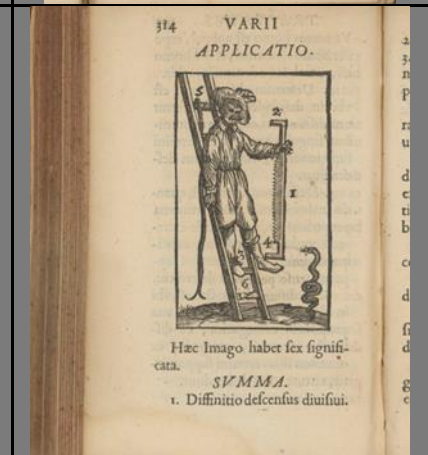 314 VARII
APPLICATIO.
5
2
1
4
3
6
Hæc Imago habet sex signifi-
cata.
SVMMA.
1. Diffinitio descensus diuisiui.